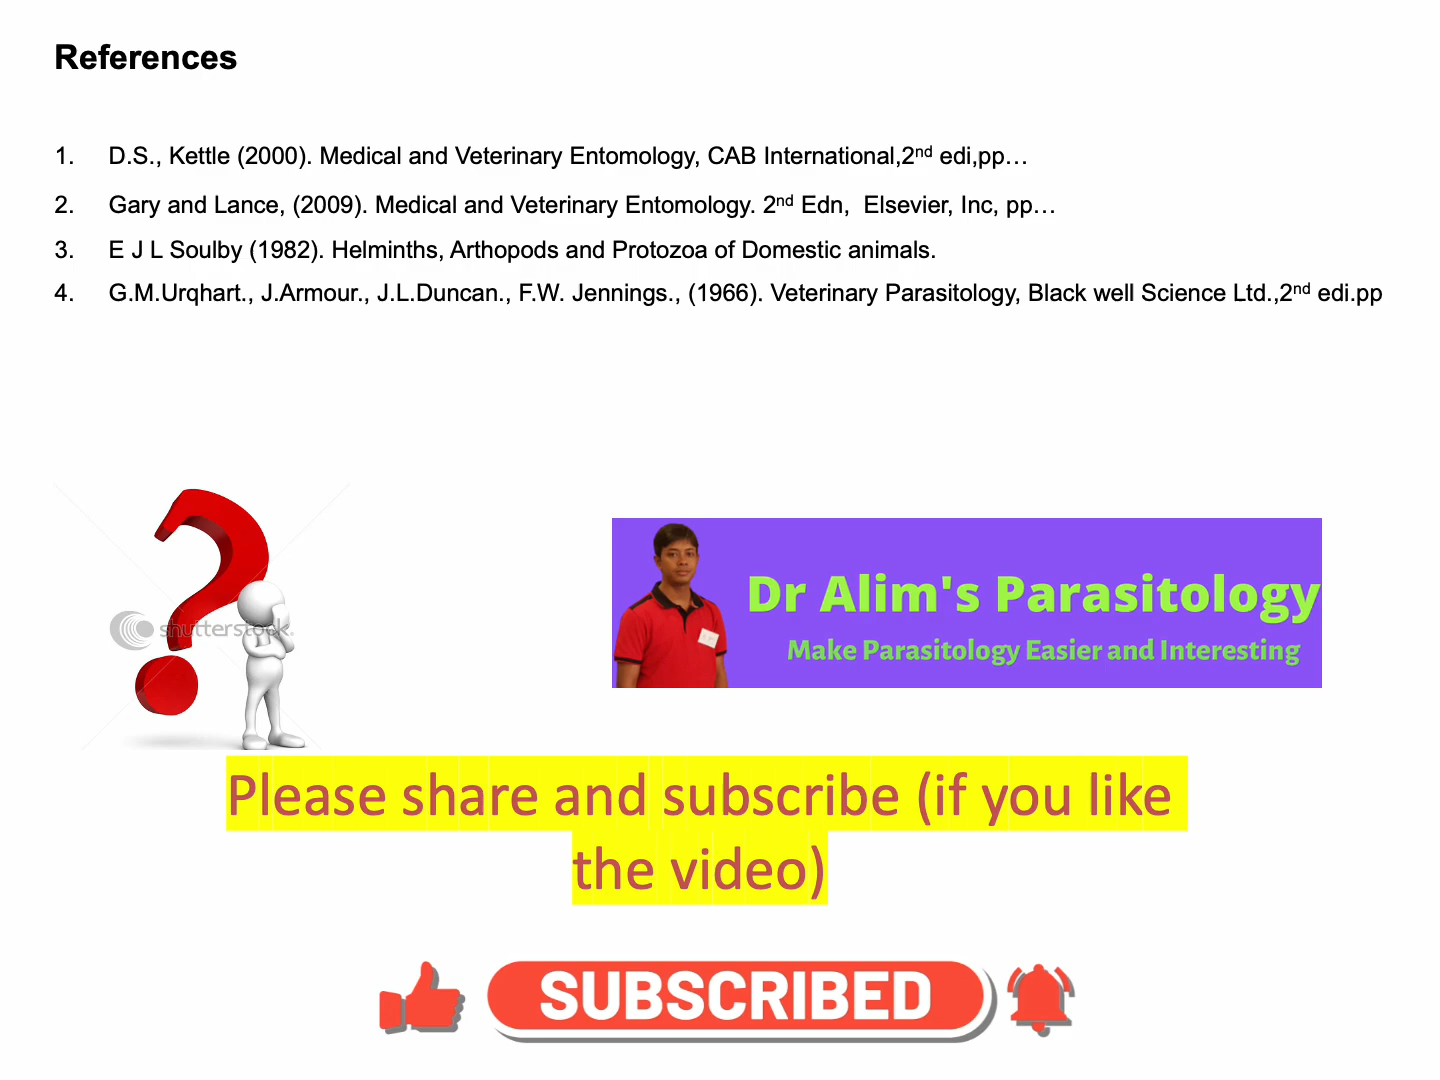 References
1. D.S., Kettle (2000). Medical and Veterinary Entomology, CAB International,2nd edi,pp…
2. Gary and Lance, (2009). Medical and Veterinary Entomology. 2nd Edn, Elsevier, Inc, pp…
3. E J L Soulby (1982). Helminths, Arthopods and Protozoa of Domestic animals.
4. G.M.Urqhart., J.Armour., J.L.Duncan., F.W. Jennings., (1966). Veterinary Parasitology, Black well Science Ltd.,2nd edi.pp
shutterstock.
Dr Alim's Parasitology
Make Parasitology Easier and Interesting
Please share and subscribe (if you like
the video)
SUBSCRIBED